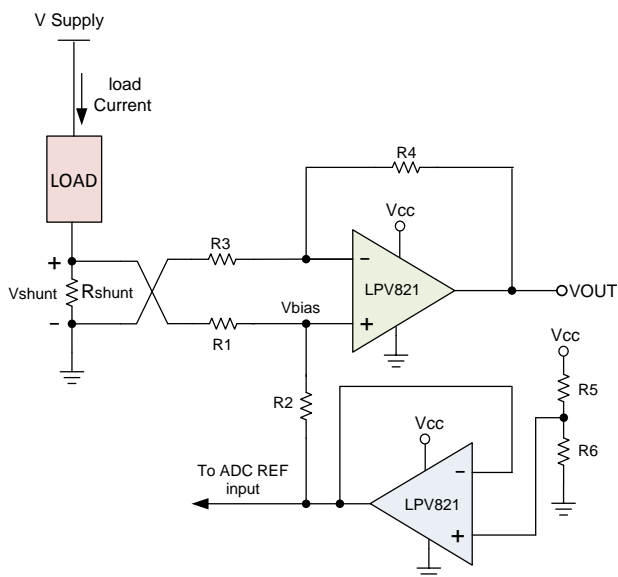 V Supply
load
Current
LOAD
R4
Vcc
R3
LPV821
VOUT
+
-
Vshunt
Rshunt
-
+
R1
Vbias
Vcc
R5
R2
Vcc
R6
-
LPV821
+
To ADC REF
input